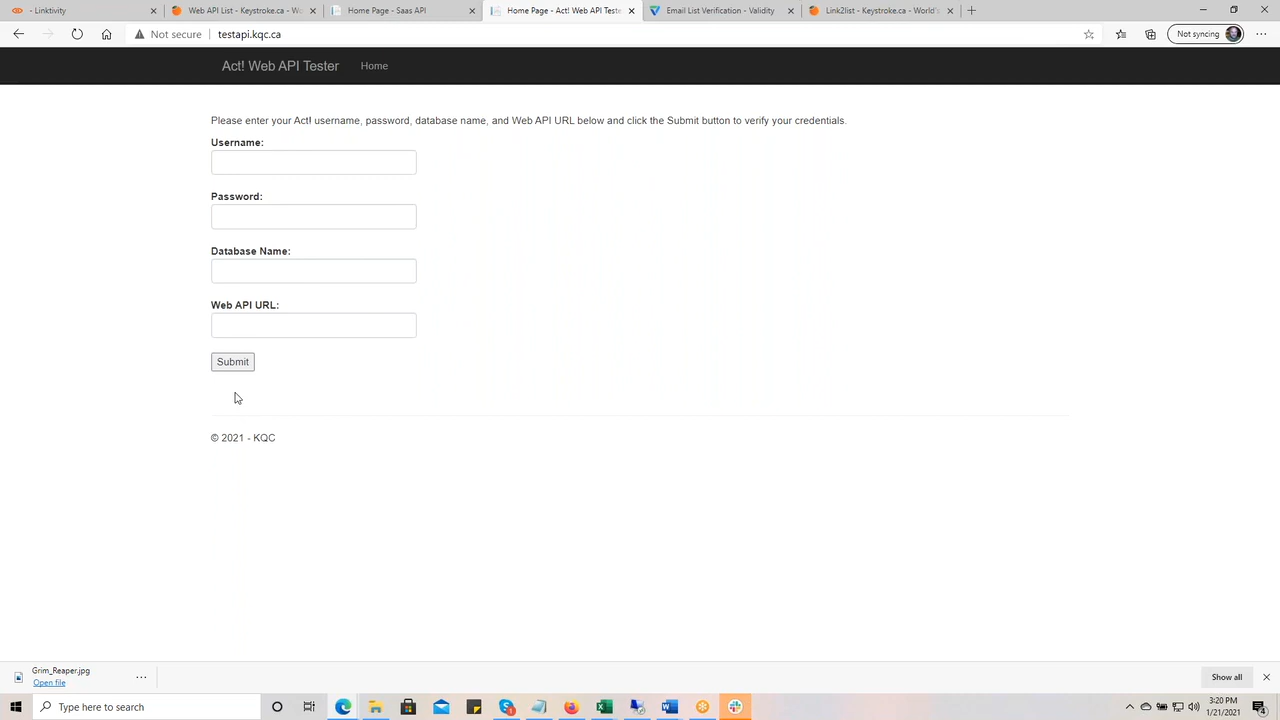 Linktivity
Web API List - Keystroke.ca - Wo
Home Page - Saas API
Home Page - Act! Web API Teste
Email List Verification - Validity
Link2list - Keystroke.ca - World's
Not secure
testapi.kqc.ca
Not syncing
Act! Web API Tester
Home
Please enter your Act! username, password, database name, and Web API URL below and click the Submit button to verify your credentials.
Username:
Password:
Database Name:
Web API URL:
Submit
© 2021 - KQC
Grim_Reaper.jpg
Open file
Show all
Type here to search
3:20 PM
1/21/2021